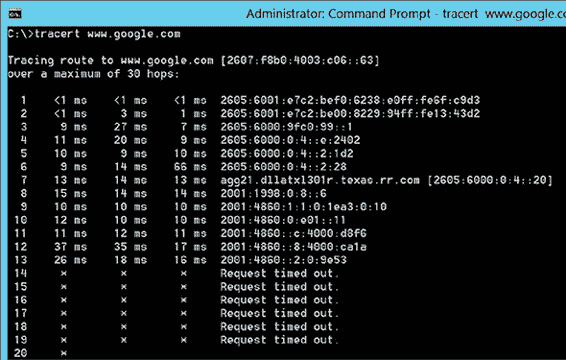 Administrator: Command Prompt - tracert www.google.co
C:\>tracert www.google.com
Tracing route to www.google.com [2607:f8b0:4003:c06::63]
over a maximum of 30 hops:
1 <1 ms <1 ms <1 ms 2605:6001:e7c2:bef0:6238:e0ff:fe6f:c9d3
2 <1 ms 3 ms 1 ms 2605:6001:e7c2:be00:8229:94ff:fe13:43d2
3 9 ms 27 ms 7 ms 2605:6000:9fc0:99::1
4 11 ms 20 ms 9 ms 2605:6000:0:4::e:2402
5 10 ms 9 ms 10 ms 2605:6000:0:4::2:1d2
6 9 ms 14 ms 66 ms 2605:6000:0:4::2:28
7 13 ms 14 ms 14 ms agg21.dllatxl301r.texas.rr.com [2605:6000:0:4::20]
8 15 ms 14 ms 14 ms 2001:1998:0:8::6
9 10 ms 10 ms 10 ms 2001:4860:1:1:0:1ea3:0:10
10 12 ms 10 ms 10 ms 2001:4860:0:e01::11
11 11 ms 12 ms 11 ms 2001:4860::c:4000:d8f6
12 37 ms 35 ms 17 ms 2001:4860::8:4000:ca1a
13 26 ms 18 ms 16 ms 2001:4860::2:0:9e53
14 * * * Request timed out.
15 * * * Request timed out.
16 * * * Request timed out.
17 * * * Request timed out.
18 * * * Request timed out.
19 * * * Request timed out.
20 *